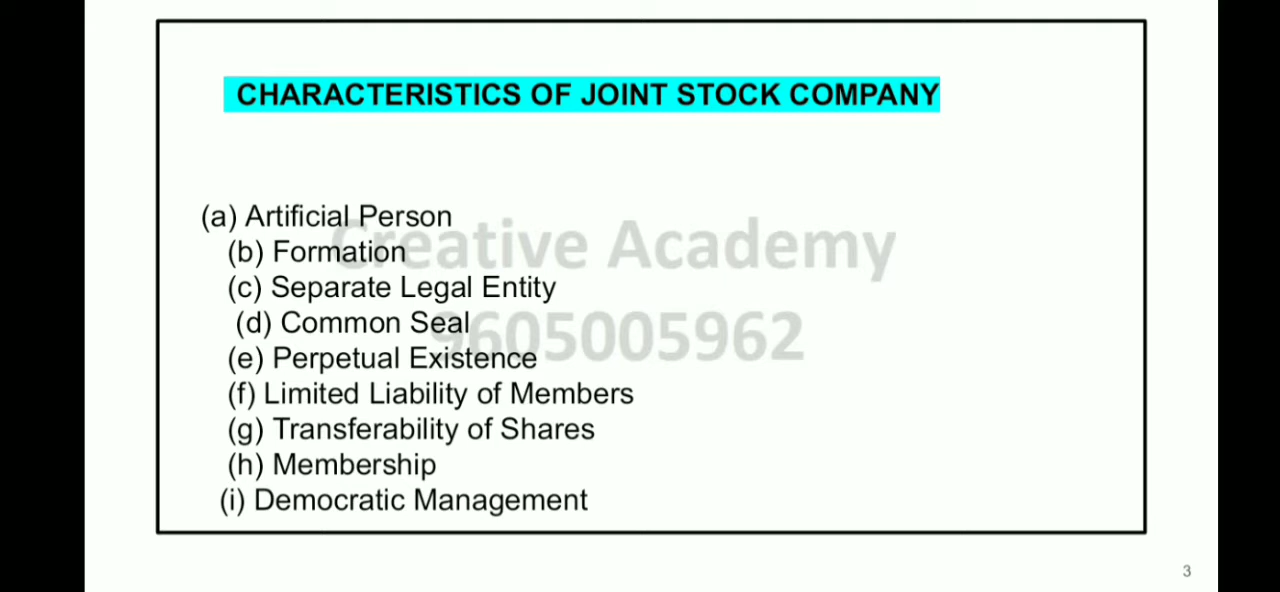 CHARACTERISTICS OF JOINT STOCK COMPANY
Creative Academy
9605005962
(a) Artificial Person
(b) Formation
(c) Separate Legal Entity
(d) Common Seal
(e) Perpetual Existence
(f) Limited Liability of Members
(g) Transferability of Shares
(h) Membership
(i) Democratic Management
3